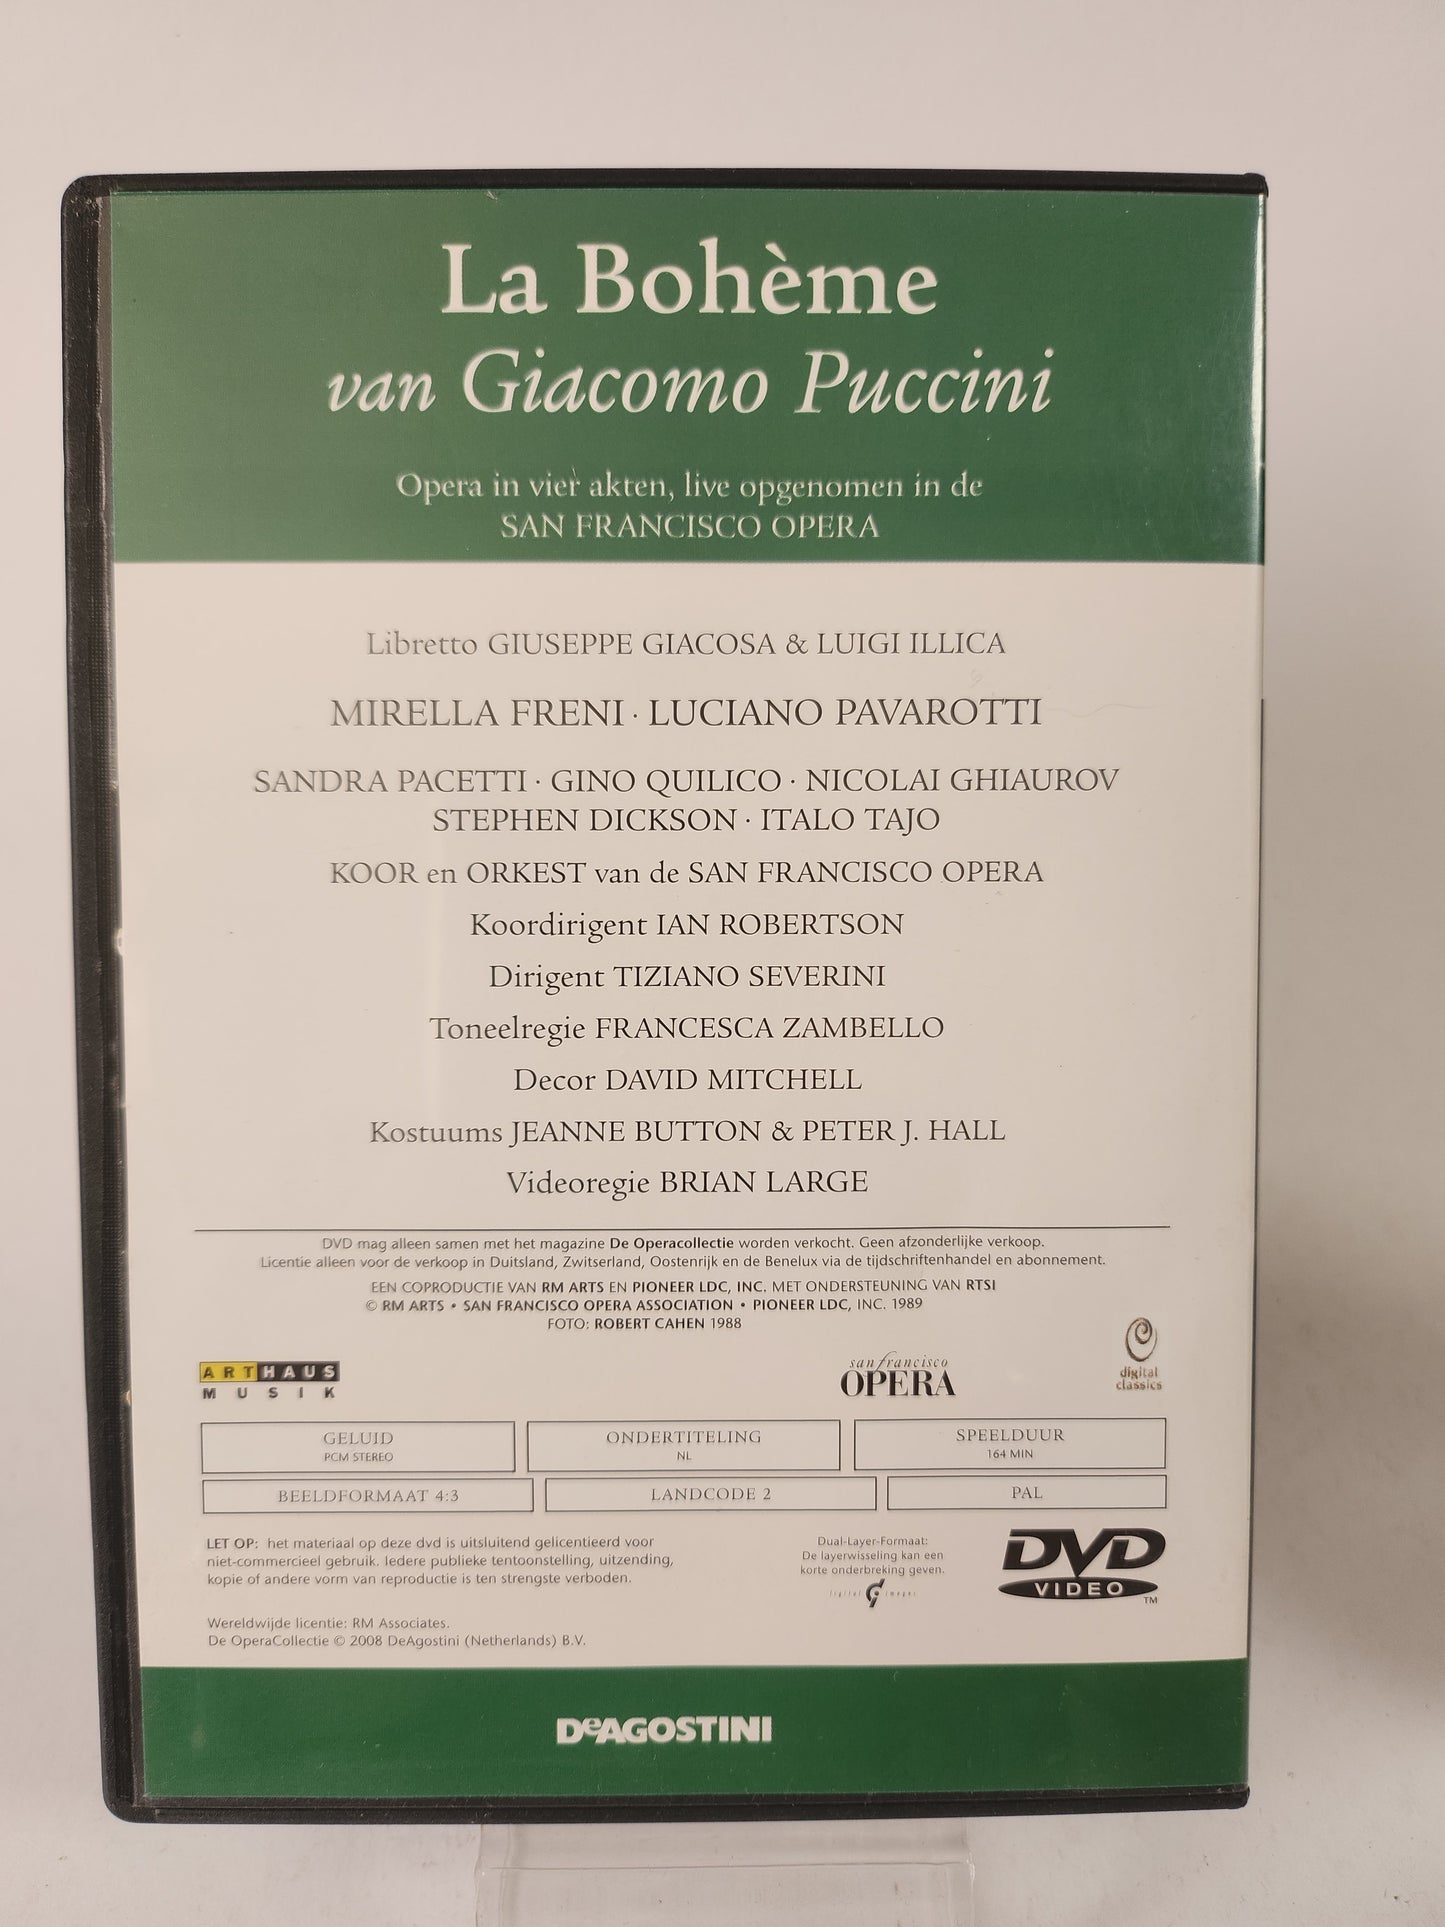 La Bohème
van Giacomo Puccini
Opera in vier akten, live opgenomen in de
SAN FRANCISCO OPERA
Libretto GIUSEPPE GIACOSA & LUIGI ILLICA
MIRELLA FRENI · LUCIANO PAVAROTTI
SANDRA PACETTI · GINO QUILICO · NICOLAI GHIAUROV
STEPHEN DICKSON · ITALO TAJO
KOOR en ORKEST van de SAN FRANCISCO OPERA
Koordirigent IAN ROBERTSON
Dirigent TIZIANO SEVERINI
Toneelregie FRANCESCA ZAMBELLO
Decor DAVID MITCHELL
Kostuums JEANNE BUTTON & PETER J. HALL
Videoregie BRIAN LARGE
DVD mag alleen samen met het magazine De Operacollectie worden verkocht. Geen afzonderlijke verkoop.
Licentie alleen voor de verkoop in Duitsland, Zwitserland, Oostenrijk en de Benelux via de tijdschriftenhandel en abonnement.
EEN COPRODUCTIE VAN RM ARTS EN PIONEER LDC, INC. MET ONDERSTEUNING VAN RTSI
© RM ARTS • SAN FRANCISCO OPERA ASSOCIATION • PIONEER LDC, INC. 1989
FOTO: ROBERT CAHEN 1988
ARTHAUS
MUSIK
san francisco
OPERA
digital
classics
GELUID
PCM STEREO
ONDERTITELING
NL
SPEELDUUR
164 MIN
BEELDFORMAAT 4:3
LANDCODE 2
PAL
LET OP: het materiaal op deze dvd is uitsluitend gelicentieerd voor
niet-commercieel gebruik. Iedere publieke tentoonstelling, uitzending,
kopie of andere vorm van reproductie is ten strengste verboden.
Dual-Layer-Formaat:
De layerwisseling kan een
korte onderbreking geven.
digital images
DVD
VIDEO
TM
Wereldwijde licentie: RM Associates.
De OperaCollectie © 2008 DeAgostini (Netherlands) B.V.
DeAGOSTINI